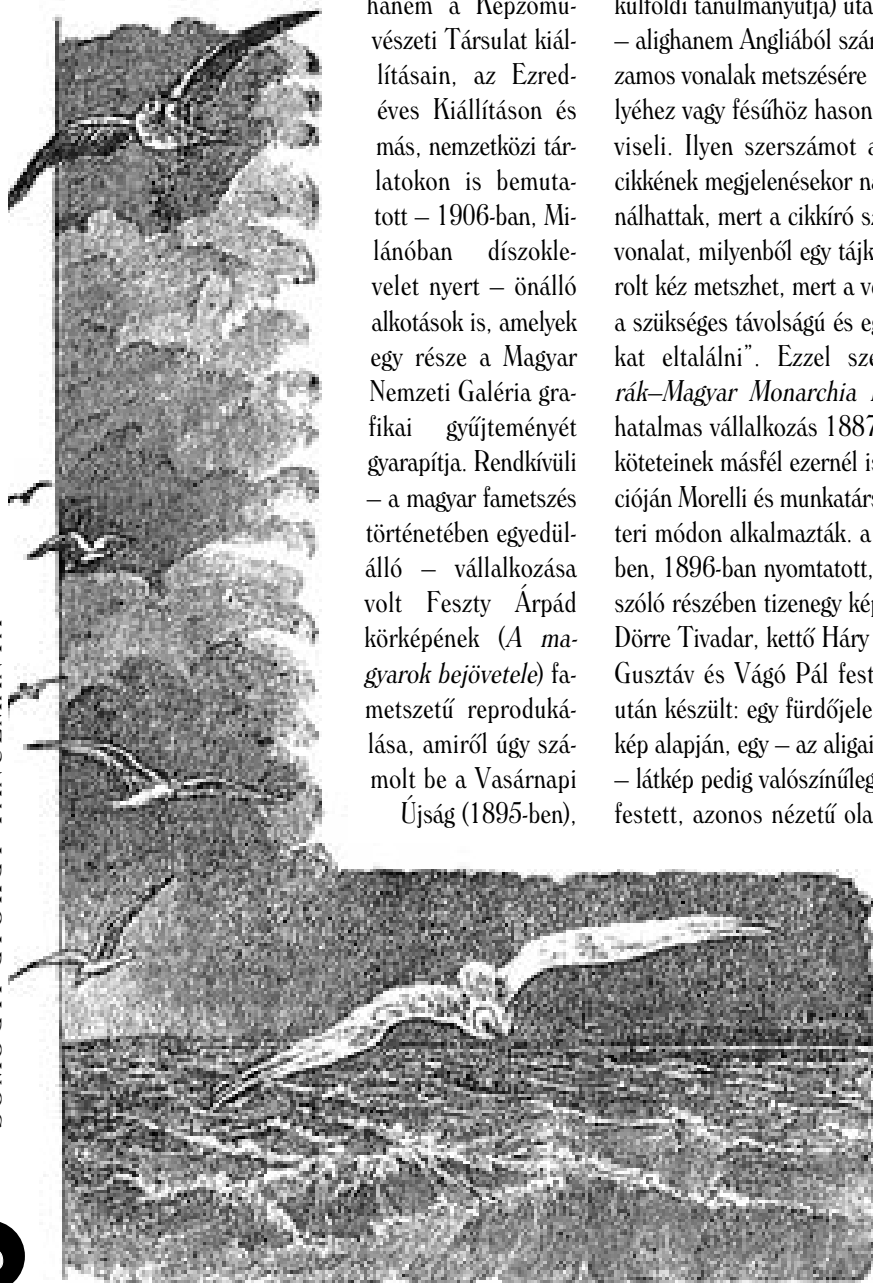 hanem a Képzőmű-
vészeti Társulat kiál-
lításain, az Ezred-
éves Kiállításon és
más, nemzetközi tár-
latokon is bemuta-
tott – 1906-ban, Mi-
lánóban díszokle-
velet nyert – önálló
alkotások is, amelyek
egy része a Magyar
Nemzeti Galéria gra-
fikai gyűjteményét
gyarapítja. Rendkívüli
– a magyar fametszés
történetében egyedül-
álló – vállalkozása
volt Feszty Árpád
körképének (A ma-
gyarok bejövetele) fa-
metszetű reproduká-
lása, amiről úgy szá-
molt be a Vasárnapi
Újság (1895-ben),
külföldi tanulmányútja) utá
– alighanem Angliából szár
zamos vonalak metszésére
lyéhez vagy fésűhöz hason
viseli. Ilyen szerszámot a
cikkének megjelenésekor na
nálhattak, mert a cikkíró sz
vonalat, milyenből egy tájk
rolt kéz metszhet, mert a v
a szükséges távolságú és e
kat eltalálni”. Ezzel sze
rák–Magyar Monarchia
hatalmas vállalkozás 1887
köteteinek másfél ezernél is
cióján Morelli és munkatárs
teri módon alkalmazták. a
ben, 1896-ban nyomtatott,
szóló részében tizenegy kép
Dörre Tivadar, kettő Háry
Gusztáv és Vágó Pál fest
után készült: egy fürdőjele
kép alapján, egy – az aligai
– látkép pedig valószínűleg
festett, azonos nézetű ola